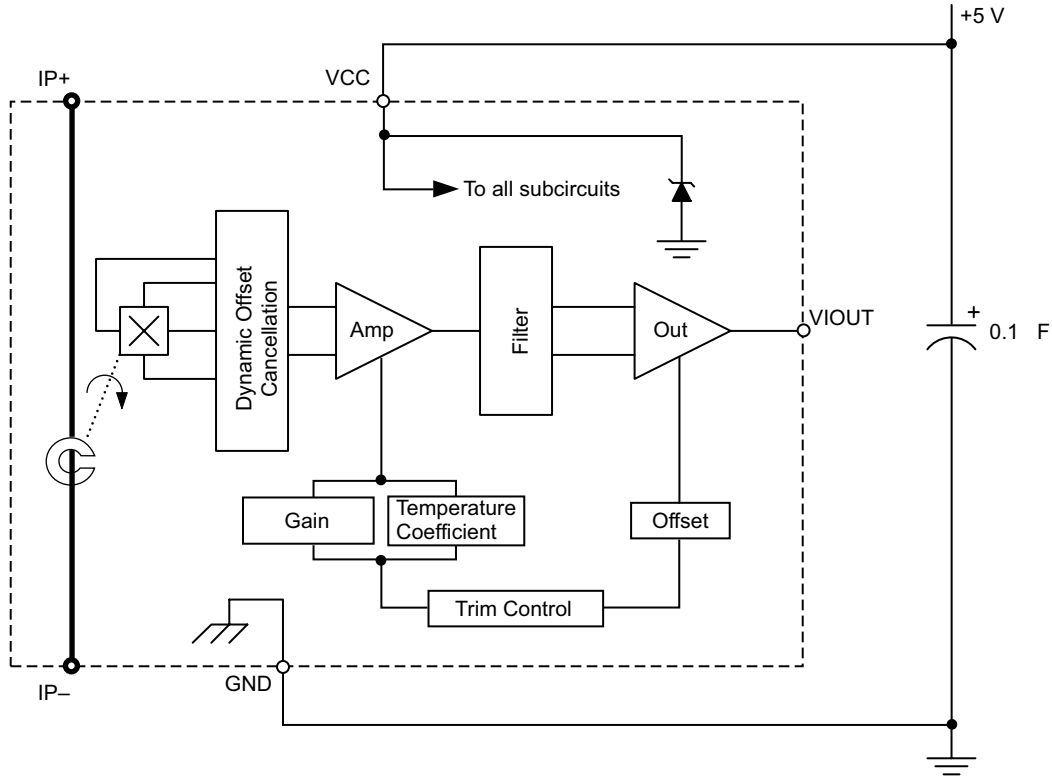 +5 V
IP+
VCC
To all subcircuits
Dynamic Offset
Cancellation
Amp
Filter
Out
VIOUT
+
0.1 F
Gain
Temperature
Coefficient
Offset
Trim Control
GND
IP–